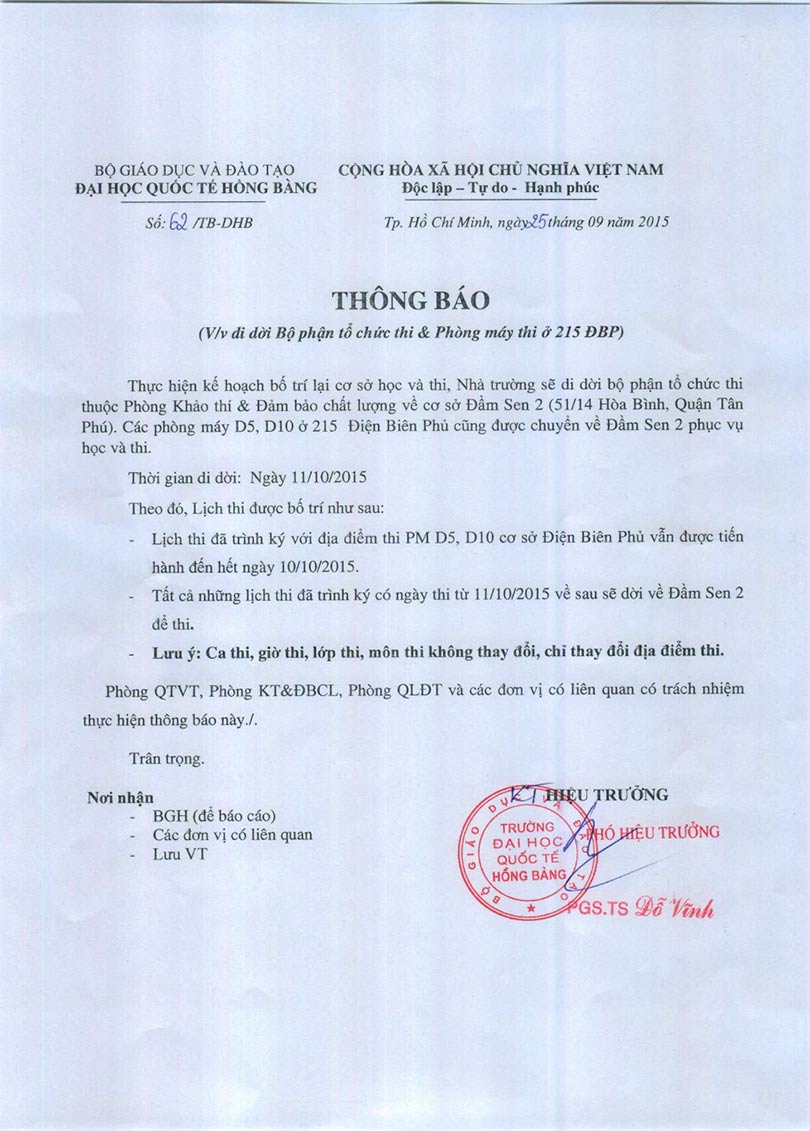 BỘ GIÁO DỤC VÀ ĐÀO TẠO
ĐẠI HỌC QUỐC TẾ HỒNG BÀNG
Số: 62 /TB-DHB
CỘNG HÒA XÃ HỘI CHỦ NGHĨA VIỆT NAM
Độc lập – Tự do - Hạnh phúc
Tp. Hồ Chí Minh, ngày 25 tháng 09 năm 2015
THÔNG BÁO
(V/v di dời Bộ phận tổ chức thi & Phòng máy thi ở 215 ĐBP)
Thực hiện kế hoạch bố trí lại cơ sở học và thi, Nhà trường sẽ di dời bộ phận tổ chức thi
thuộc Phòng Khảo thí & Đảm bảo chất lượng về cơ sở Đầm Sen 2 (51/14 Hòa Bình, Quận Tân
Phú). Các phòng máy D5, D10 ở 215 Điện Biên Phủ cũng được chuyển về Đầm Sen 2 phục vụ
học và thi.
Thời gian di dời: Ngày 11/10/2015
Theo đó, Lịch thi được bố trí như sau:
- Lịch thi đã trình ký với địa điểm thi PM D5, D10 cơ sở Điện Biên Phủ vẫn được tiến
hành đến hết ngày 10/10/2015.
- Tất cả những lịch thi đã trình ký có ngày thi từ 11/10/2015 về sau sẽ dời về Đầm Sen 2
để thi.
- Lưu ý: Ca thi, giờ thi, lớp thi, môn thi không thay đổi, chỉ thay đổi địa điểm thi.
Phòng QTVT, Phòng KT&ĐBCL, Phòng QLĐT và các đơn vị có liên quan có trách nhiệm
thực hiện thông báo này./.
Trân trọng.
Nơi nhận
- BGH (để báo cáo)
- Các đơn vị có liên quan
- Lưu VT
KT HIỆU TRƯỞNG
PHÓ HIỆU TRƯỞNG
BỘ GIÁO DỤC VÀ ĐÀO TẠO
TRƯỜNG
ĐẠI HỌC
QUỐC TẾ
HỒNG BÀNG
PGS.TS Đỗ Vĩnh